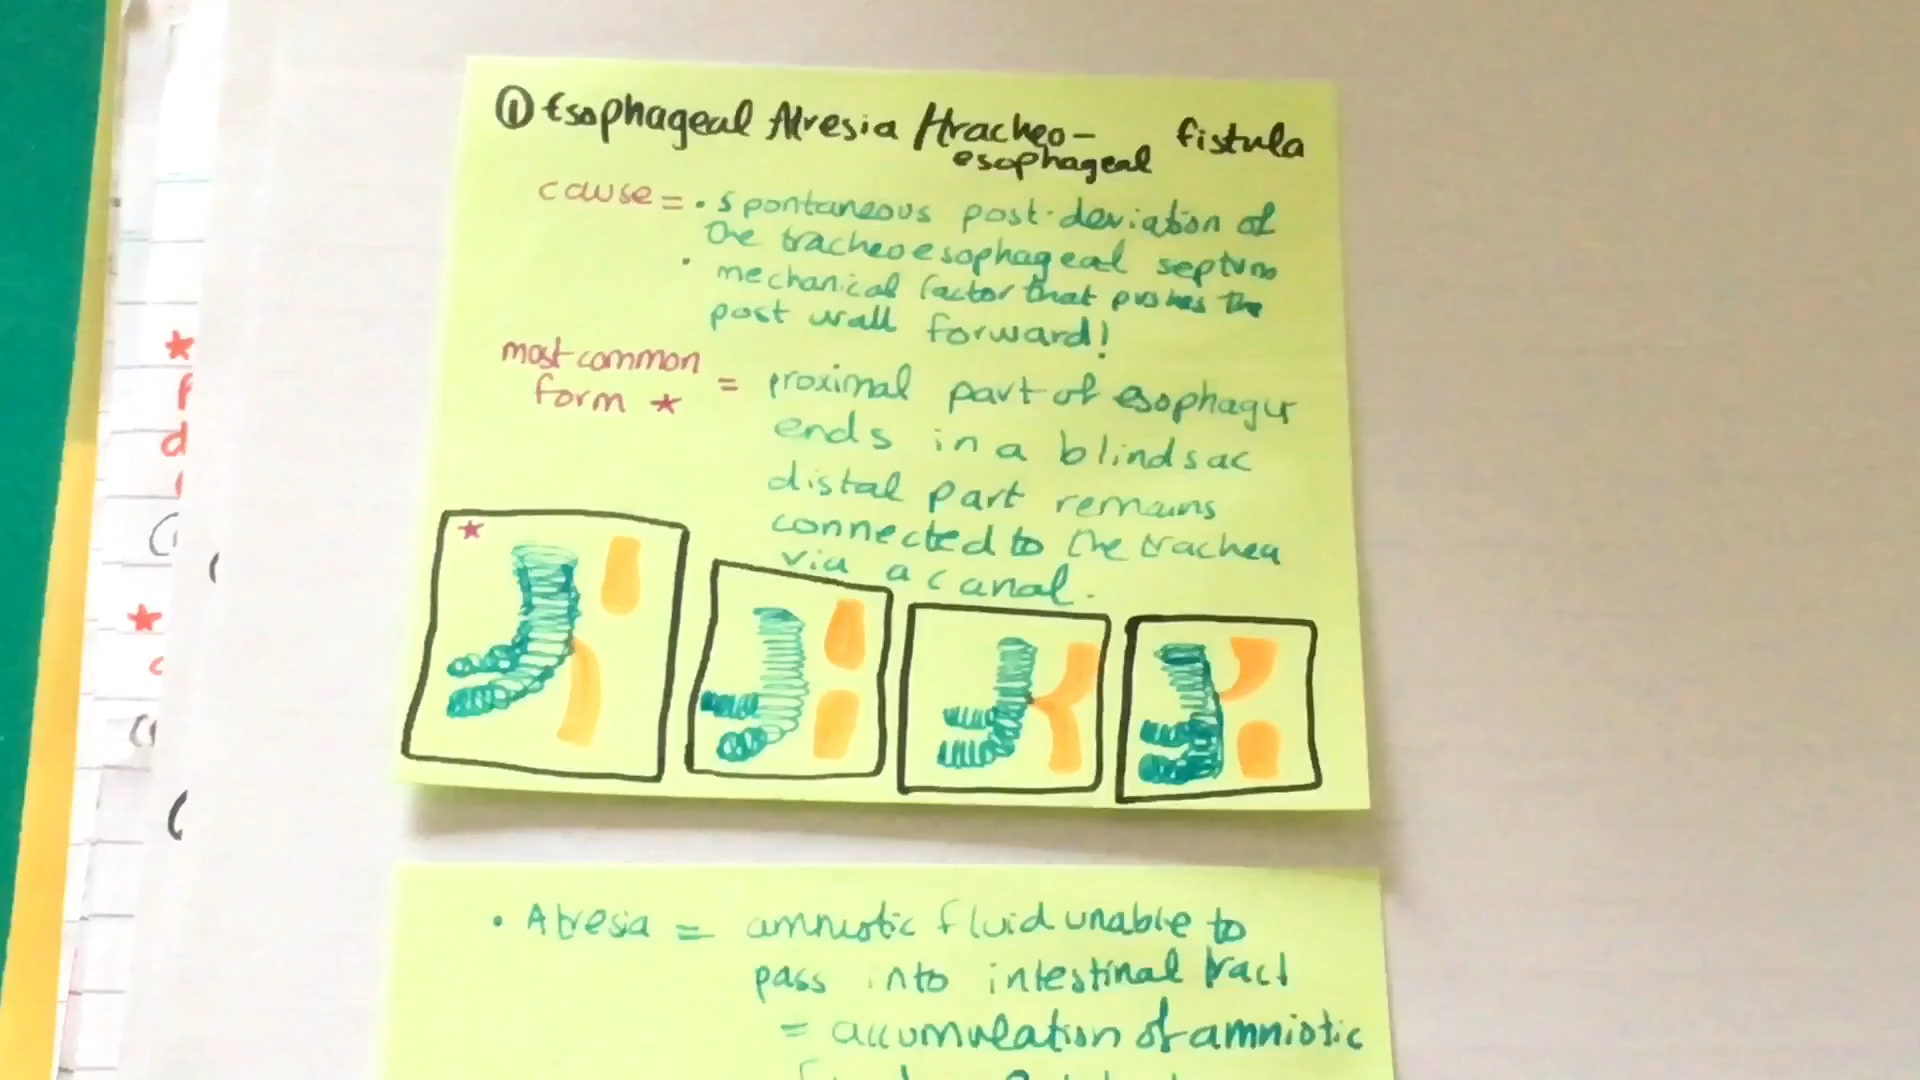 ① Esophageal Atresia / tracheo-esophageal fistula
cause = • spontaneous post. deviation of
the tracheoesophageal septum
• mechanical factor that pushes the
post wall forward!
most common
form ★ = proximal part of esophagus
ends in a blind sac
distal part remains
connected to the trachea
via a canal.
• Atresia = amniotic fluid unable to
pass into intestinal tract
= accumulation of amniotic